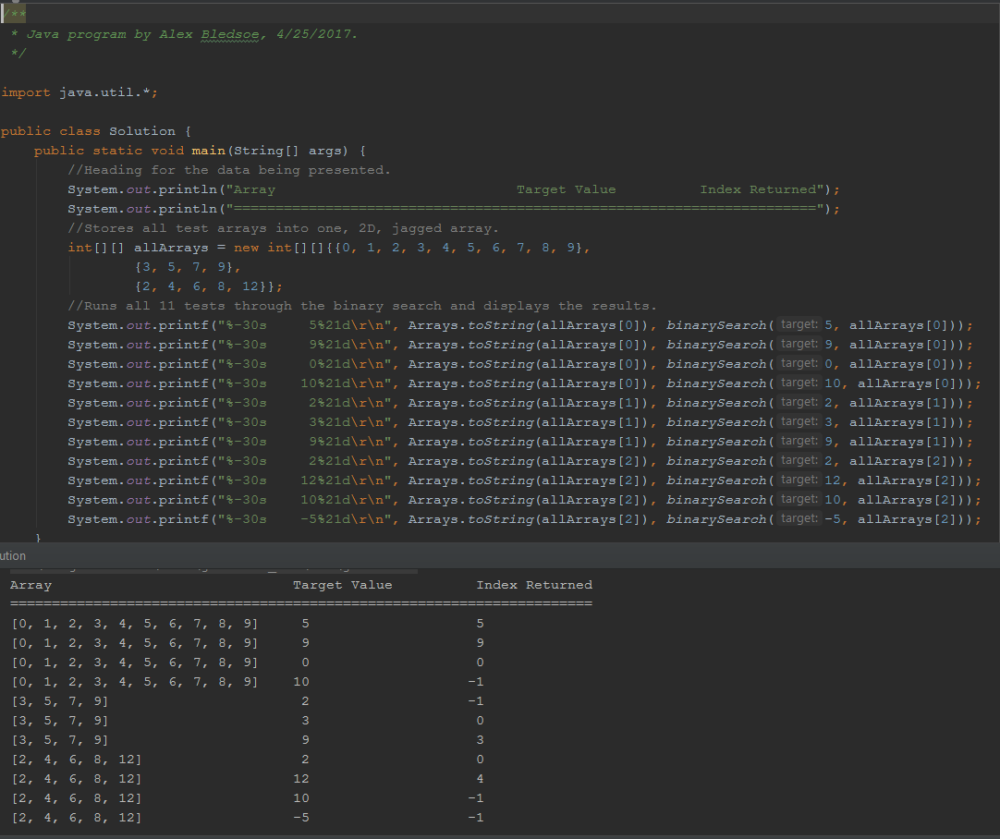 /**
 * Java program by Alex Bledsoe, 4/25/2017.
 */
import java.util.*;
public class Solution {
    public static void main(String[] args) {
        //Heading for the data being presented.
        System.out.println("Array                             Target Value          Index Returned");
        System.out.println("======================================================================");
        //Stores all test arrays into one, 2D, jagged array.
        int[][] allArrays = new int[][]{{0, 1, 2, 3, 4, 5, 6, 7, 8, 9},
                {3, 5, 7, 9},
                {2, 4, 6, 8, 12}};
        //Runs all 11 tests through the binary search and displays the results.
        System.out.printf("%-30s     5%21d\r\n", Arrays.toString(allArrays[0]), binarySearch( target: 5, allArrays[0]));
        System.out.printf("%-30s     9%21d\r\n", Arrays.toString(allArrays[0]), binarySearch( target: 9, allArrays[0]));
        System.out.printf("%-30s     0%21d\r\n", Arrays.toString(allArrays[0]), binarySearch( target: 0, allArrays[0]));
        System.out.printf("%-30s    10%21d\r\n", Arrays.toString(allArrays[0]), binarySearch( target: 10, allArrays[0]));
        System.out.printf("%-30s     2%21d\r\n", Arrays.toString(allArrays[1]), binarySearch( target: 2, allArrays[1]));
        System.out.printf("%-30s     3%21d\r\n", Arrays.toString(allArrays[1]), binarySearch( target: 3, allArrays[1]));
        System.out.printf("%-30s     9%21d\r\n", Arrays.toString(allArrays[1]), binarySearch( target: 9, allArrays[1]));
        System.out.printf("%-30s     2%21d\r\n", Arrays.toString(allArrays[2]), binarySearch( target: 2, allArrays[2]));
        System.out.printf("%-30s    12%21d\r\n", Arrays.toString(allArrays[2]), binarySearch( target: 12, allArrays[2]));
        System.out.printf("%-30s    10%21d\r\n", Arrays.toString(allArrays[2]), binarySearch( target: 10, allArrays[2]));
        System.out.printf("%-30s    -5%21d\r\n", Arrays.toString(allArrays[2]), binarySearch( target: -5, allArrays[2]));
    }
ution
Array                             Target Value          Index Returned
======================================================================
[0, 1, 2, 3, 4, 5, 6, 7, 8, 9]     5                    5
[0, 1, 2, 3, 4, 5, 6, 7, 8, 9]     9                    9
[0, 1, 2, 3, 4, 5, 6, 7, 8, 9]     0                    0
[0, 1, 2, 3, 4, 5, 6, 7, 8, 9]    10                   -1
[3, 5, 7, 9]                       2                   -1
[3, 5, 7, 9]                       3                    0
[3, 5, 7, 9]                       9                    3
[2, 4, 6, 8, 12]                   2                    0
[2, 4, 6, 8, 12]                  12                    4
[2, 4, 6, 8, 12]                  10                   -1
[2, 4, 6, 8, 12]                  -5                   -1